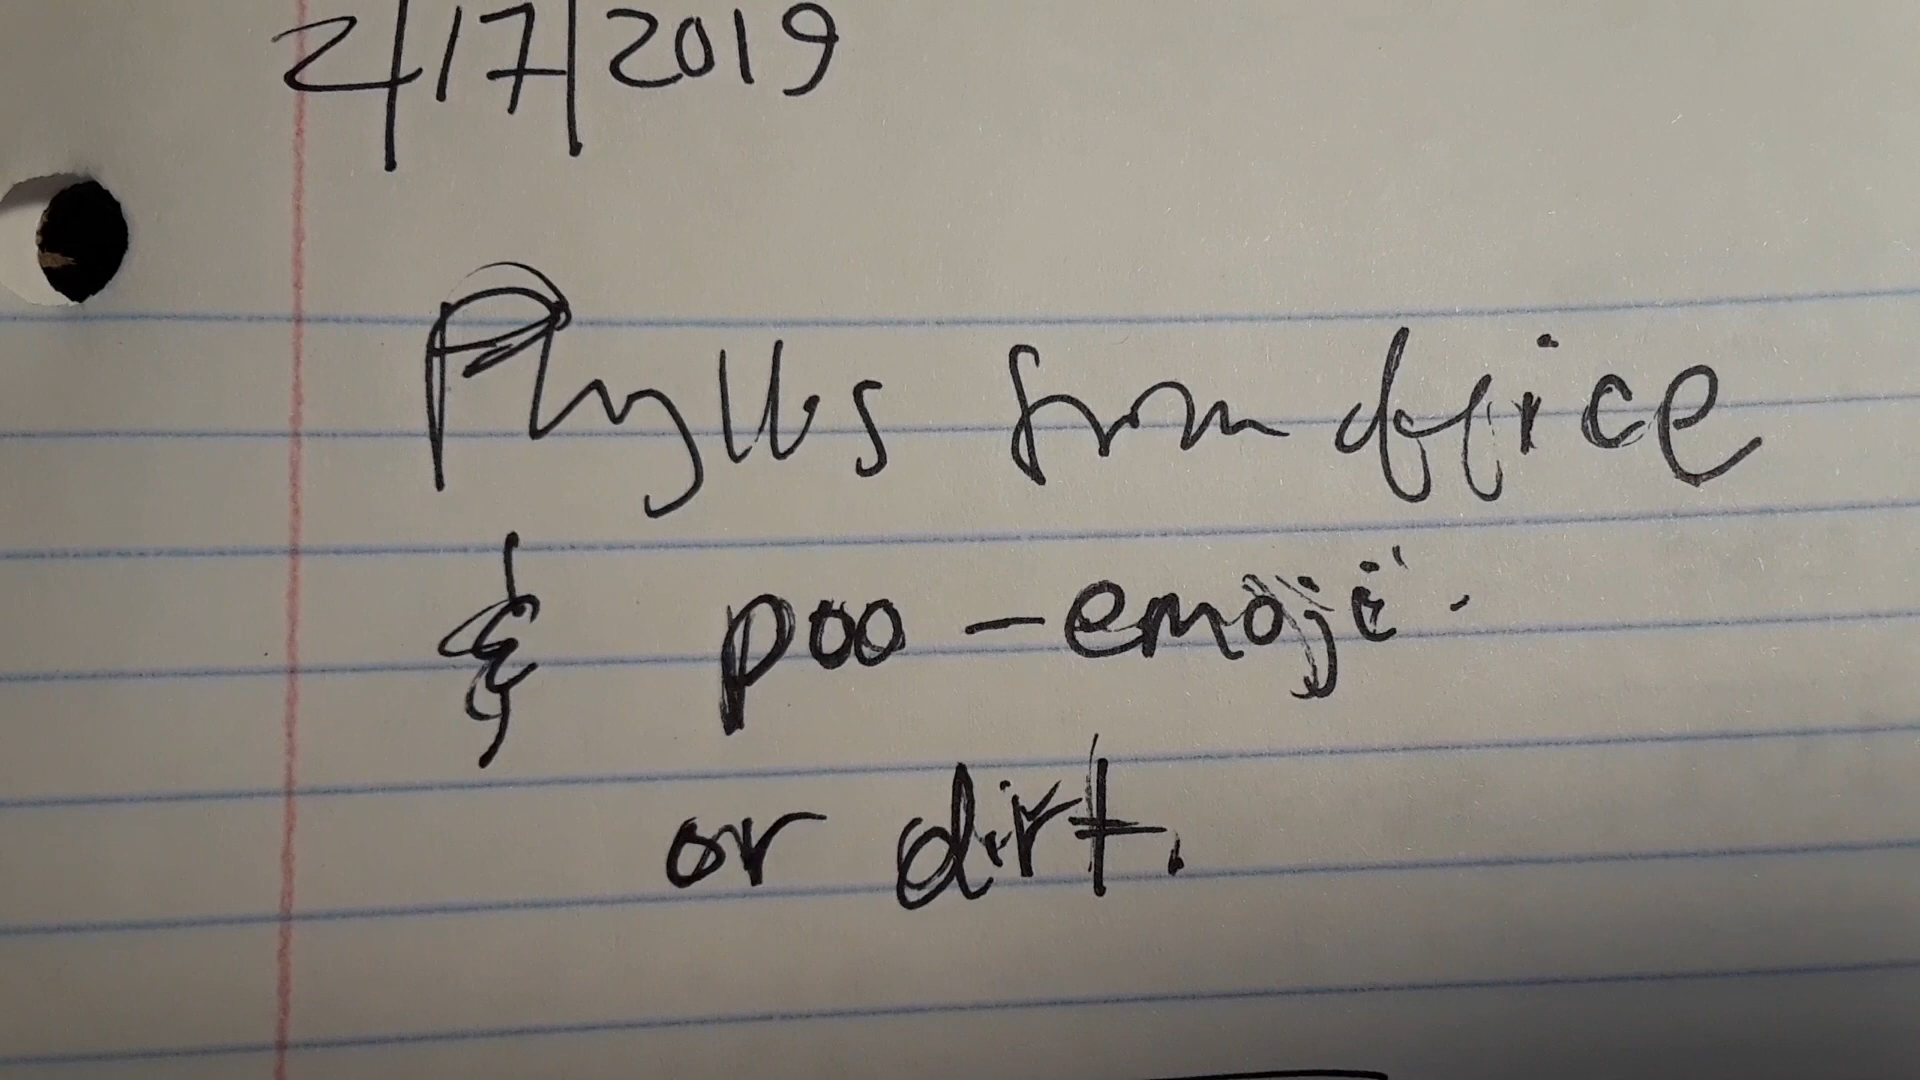 2/17/2019
Phyllis from office
& poo-emoji.
or dirt.